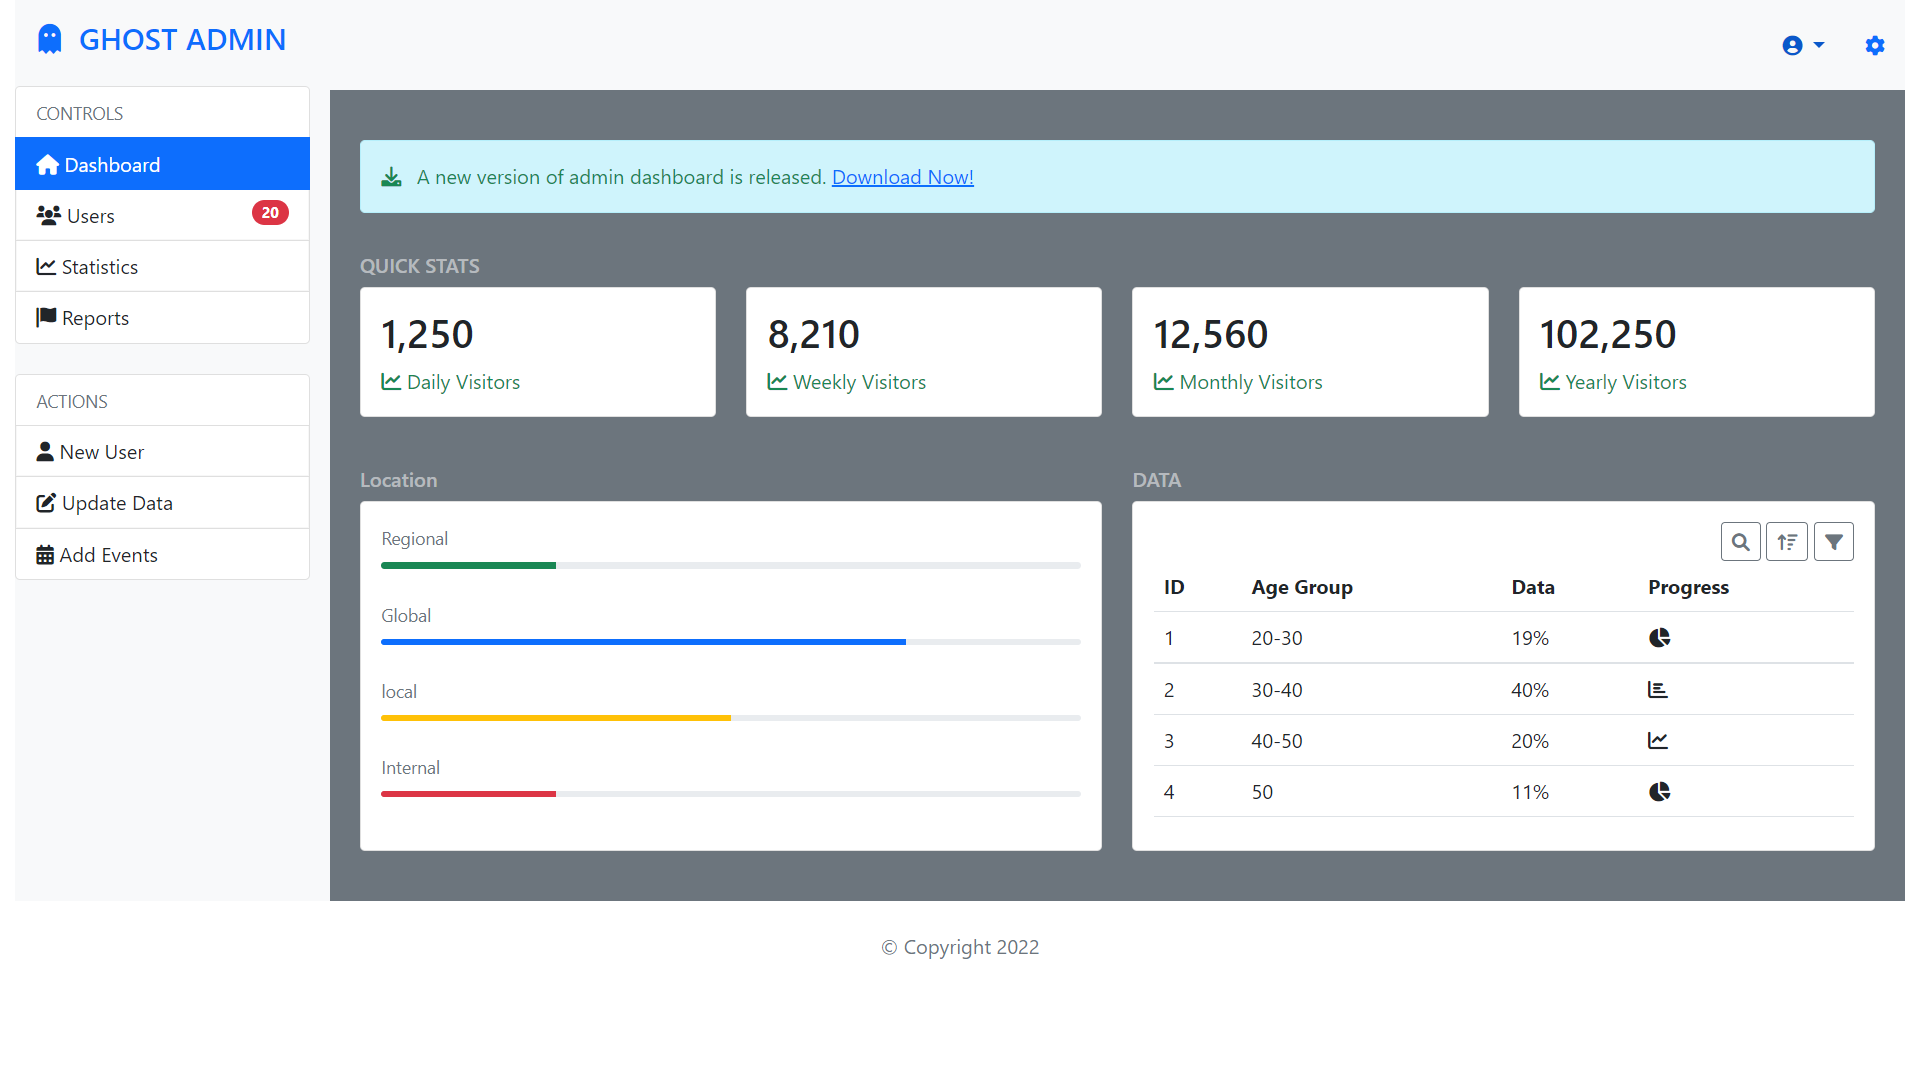 GHOST ADMIN
CONTROLS
Dashboard
Users 20
Statistics
Reports
ACTIONS
New User
Update Data
Add Events
A new version of admin dashboard is released. Download Now!
QUICK STATS
1,250
Daily Visitors
8,210
Weekly Visitors
12,560
Monthly Visitors
102,250
Yearly Visitors
Location
Regional
Global
local
Internal
DATA
ID Age Group Data Progress
1 20-30 19%
2 30-40 40%
3 40-50 20%
4 50 11%
© Copyright 2022